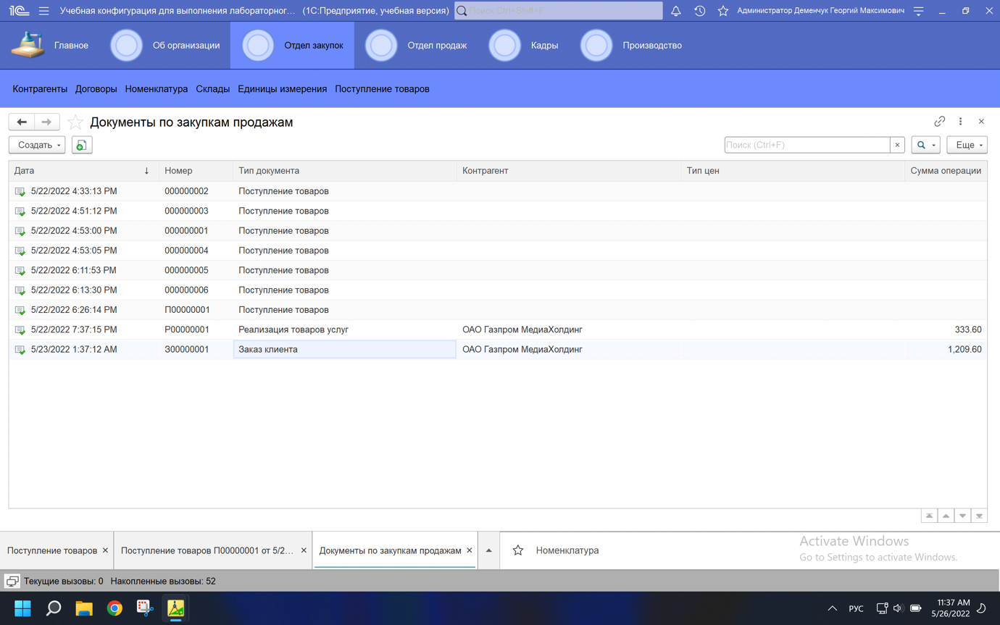 1С Учебная конфигурация для выполнения лабораторног... (1С:Предприятие, учебная версия) Поиск Ctrl+Shift+F Администратор Деменчук Георгий Максимович
Главное Об организации Отдел закупок Отдел продаж Кадры Производство
Контрагенты Договоры Номенклатура Склады Единицы измерения Поступление товаров
Документы по закупкам продажам
Создать Поиск (Ctrl+F) × Еще
Дата ↓ Номер Тип документа Контрагент Тип цен Сумма операции
5/22/2022 4:33:13 PM 000000002 Поступление товаров
5/22/2022 4:51:12 PM 000000003 Поступление товаров
5/22/2022 4:53:00 PM 000000001 Поступление товаров
5/22/2022 4:53:05 PM 000000004 Поступление товаров
5/22/2022 6:11:53 PM 000000005 Поступление товаров
5/22/2022 6:13:30 PM 000000006 Поступление товаров
5/22/2022 6:26:14 PM П00000001 Поступление товаров
5/22/2022 7:37:15 PM Р00000001 Реализация товаров услуг ОАО Газпром МедиаХолдинг 333.60
5/23/2022 1:37:12 AM З00000001 Заказ клиента ОАО Газпром МедиаХолдинг 1,209.60
Поступление товаров × Поступление товаров П00000001 от 5/2... × Документы по закупкам продажам × Номенклатура
Activate Windows
Go to Settings to activate Windows.
Текущие вызовы: 0 Накопленные вызовы: 52
РУС 11:37 AM
5/26/2022